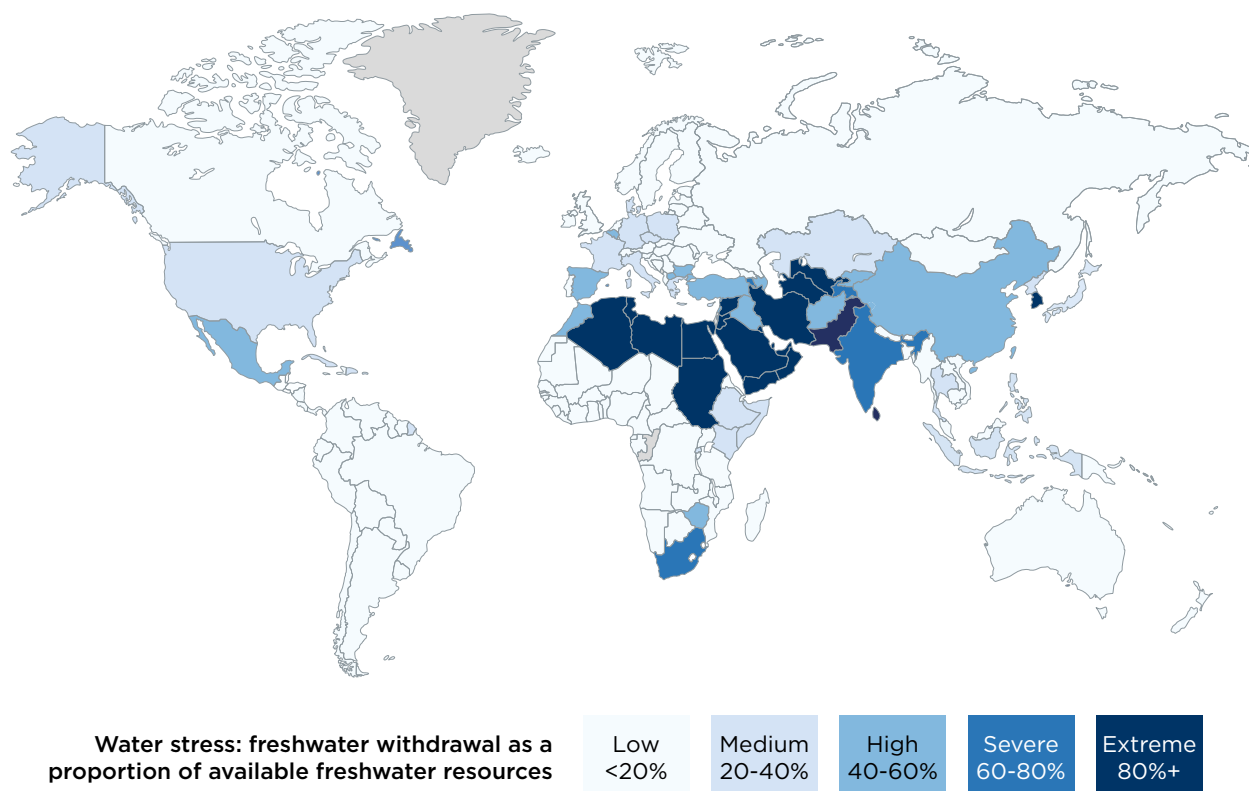 Water stress: freshwater withdrawal as a
proportion of available freshwater resources
Low
<20%
Medium
20-40%
High
40-60%
Severe
60-80%
Extreme
80%+